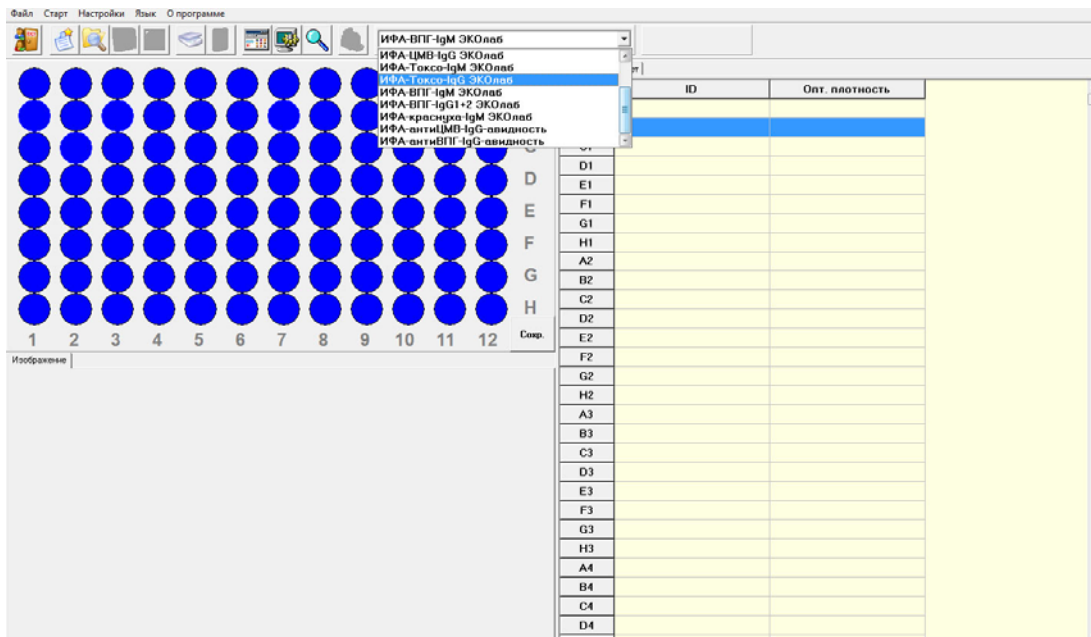 Файл Старт Настройки Язык О программе
ИФА-ВПГ-IgM ЭКОлаб
ИФА-ЦМВ-IgG ЭКОлаб
ИФА-Токсо-IgM ЭКОлаб
ИФА-Токсо-IgG ЭКОлаб
ИФА-ВПГ-IgM ЭКОлаб
ИФА-ВПГ-IgG1+2 ЭКОлаб
ИФА-краснуха-IgM ЭКОлаб
ИФА-антиЦМВ-IgG-авидность
ИФА-антиВПГ-IgG-авидность
D
E
F
G
H
1 2 3 4 5 6 7 8 9 10 11 12
Сокр.
Изображение
ID Опт. плотность
D1
E1
F1
G1
H1
A2
B2
C2
D2
E2
F2
G2
H2
A3
B3
C3
D3
E3
F3
G3
H3
A4
B4
C4
D4